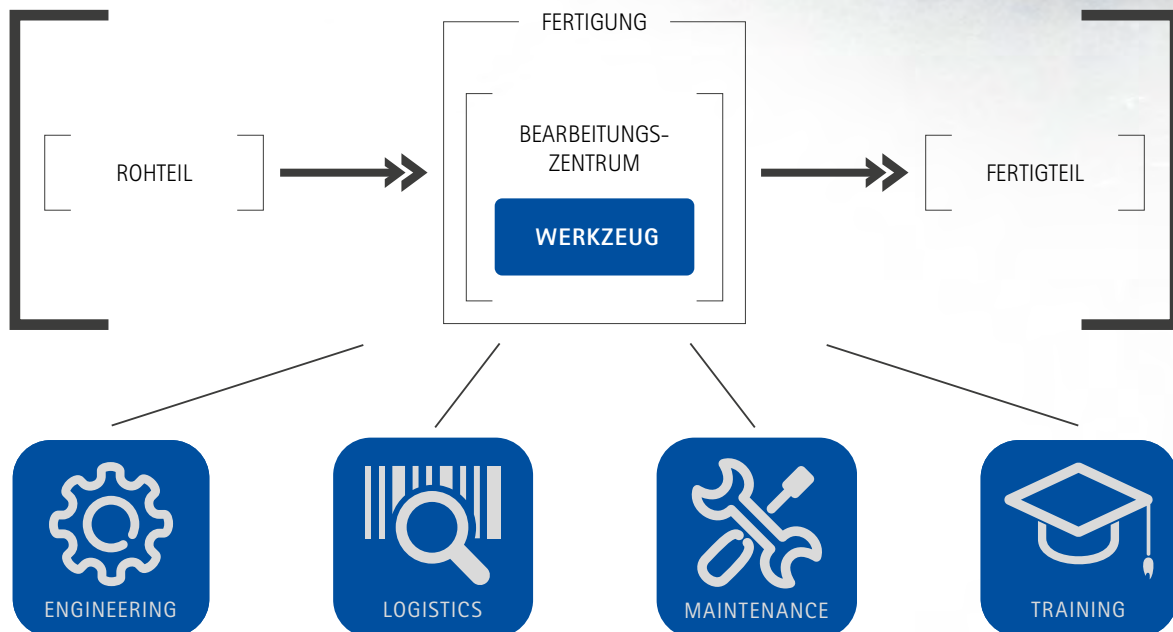 FERTIGUNG
ROHTEIL
BEARBEITUNGS-
ZENTRUM
WERKZEUG
FERTIGTEIL
ENGINEERING
LOGISTICS
MAINTENANCE
TRAINING